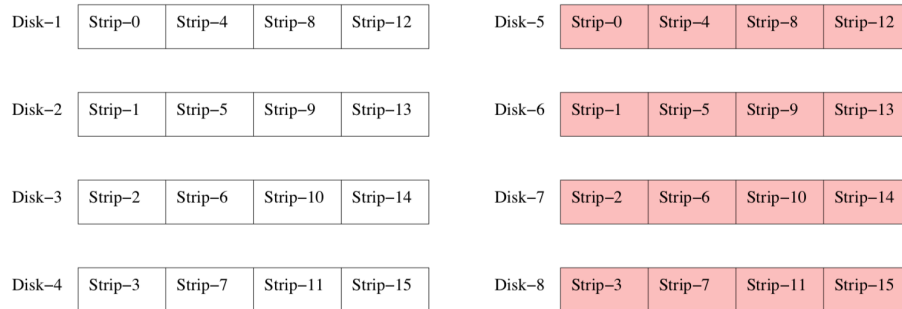 Disk–1 Strip–0 Strip–4 Strip–8 Strip–12 Disk–5 Strip–0 Strip–4 Strip–8 Strip–12
Disk–2 Strip–1 Strip–5 Strip–9 Strip–13 Disk–6 Strip–1 Strip–5 Strip–9 Strip–13
Disk–3 Strip–2 Strip–6 Strip–10 Strip–14 Disk–7 Strip–2 Strip–6 Strip–10 Strip–14
Disk–4 Strip–3 Strip–7 Strip–11 Strip–15 Disk–8 Strip–3 Strip–7 Strip–11 Strip–15